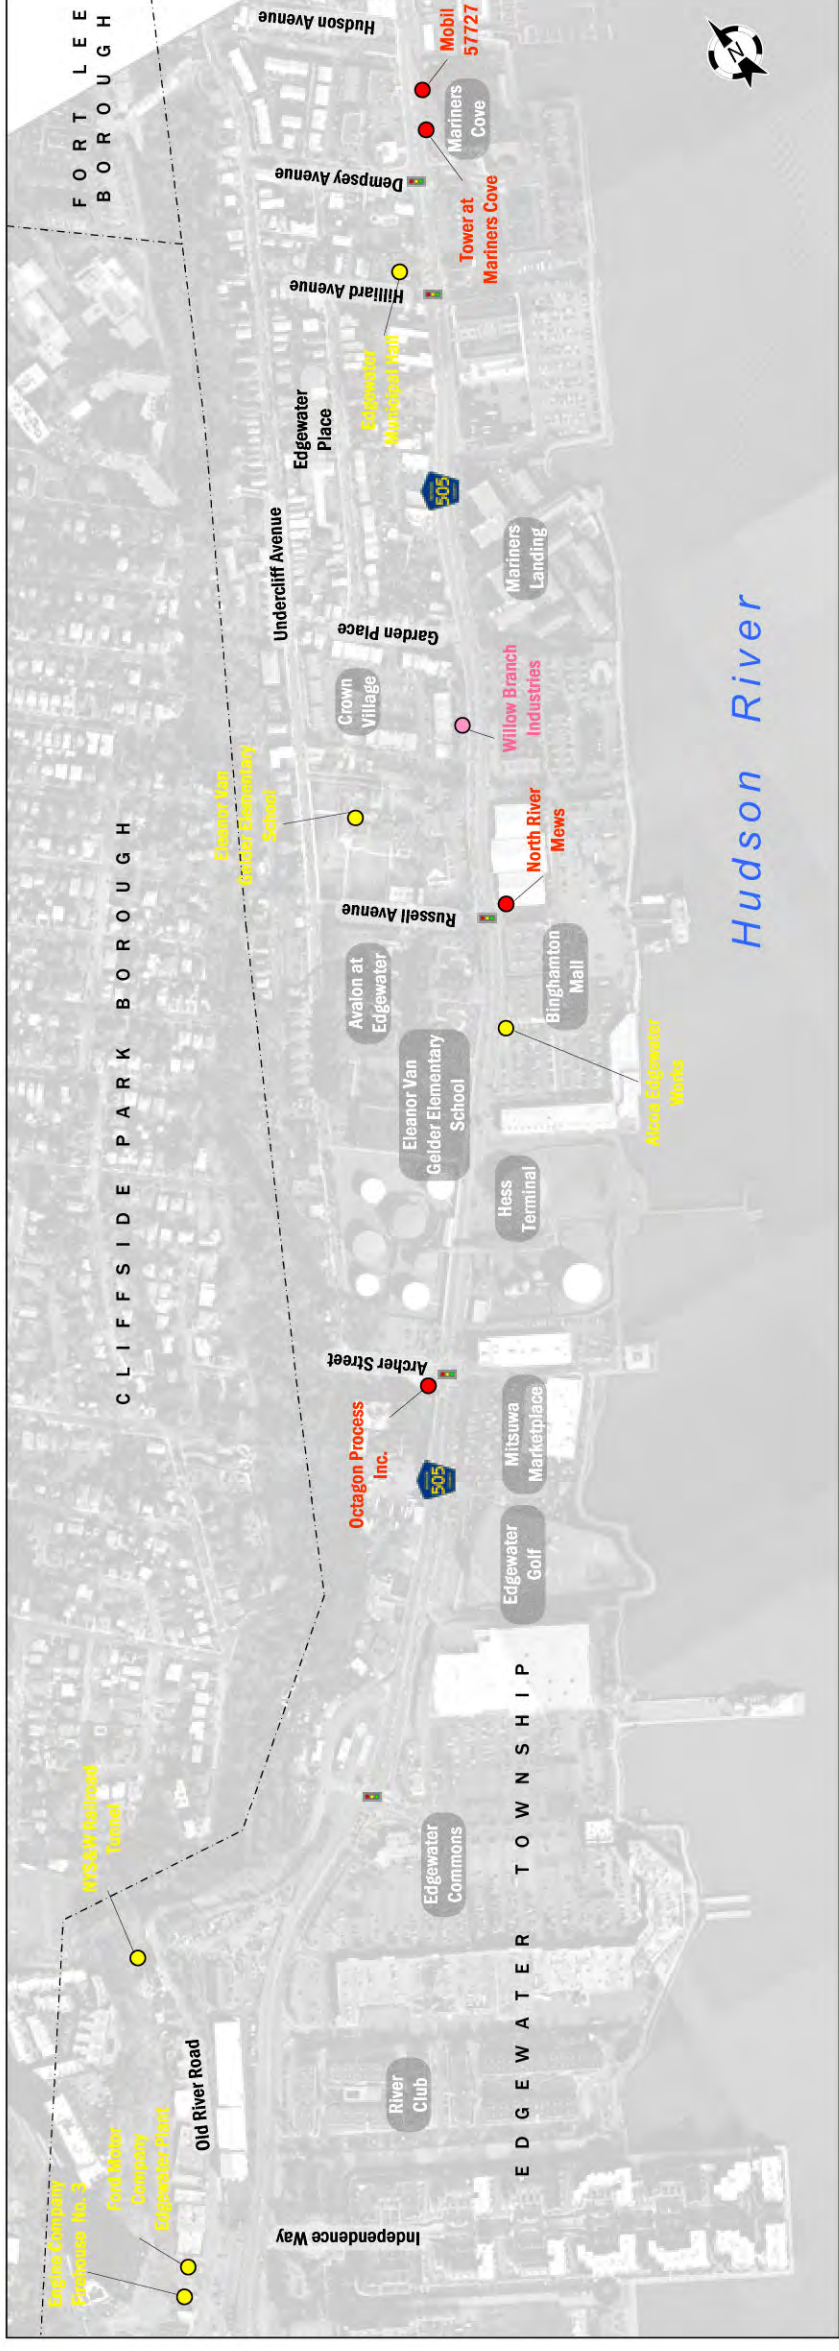 FORT LEE
BOROUGH
Hudson Avenue
Mobil
57727
Mariners
Cove
Dempsey Avenue
Tower at
Mariners Cove
N
Hilliard Avenue
Edgewater
Municipal Hall
Edgewater
Place
505
Undercliff Avenue
Mariners
Landing
Garden Place
Crown
Village
Willow Branch
Industries
Hudson River
Eleanor Van
Gelder Elementary
School
North River
Mews
Russell Avenue
CLIFFSIDE PARK BOROUGH
Avalon at
Edgewater
Binghamton
Mall
Eleanor Van
Gelder Elementary
School
Alcoa Edgewater
Works
Hess
Terminal
Archer Street
Octagon Process
Inc.
505
Mitsuwa
Marketplace
Edgewater
Golf
EDGEWATER TOWNSHIP
NYS&W Railroad
Tunnel
Edgewater
Commons
Old River Road
River
Club
Ford Motor
Company
Edgewater Plant
Engine Company
Firehouse No. 3
Independence Way